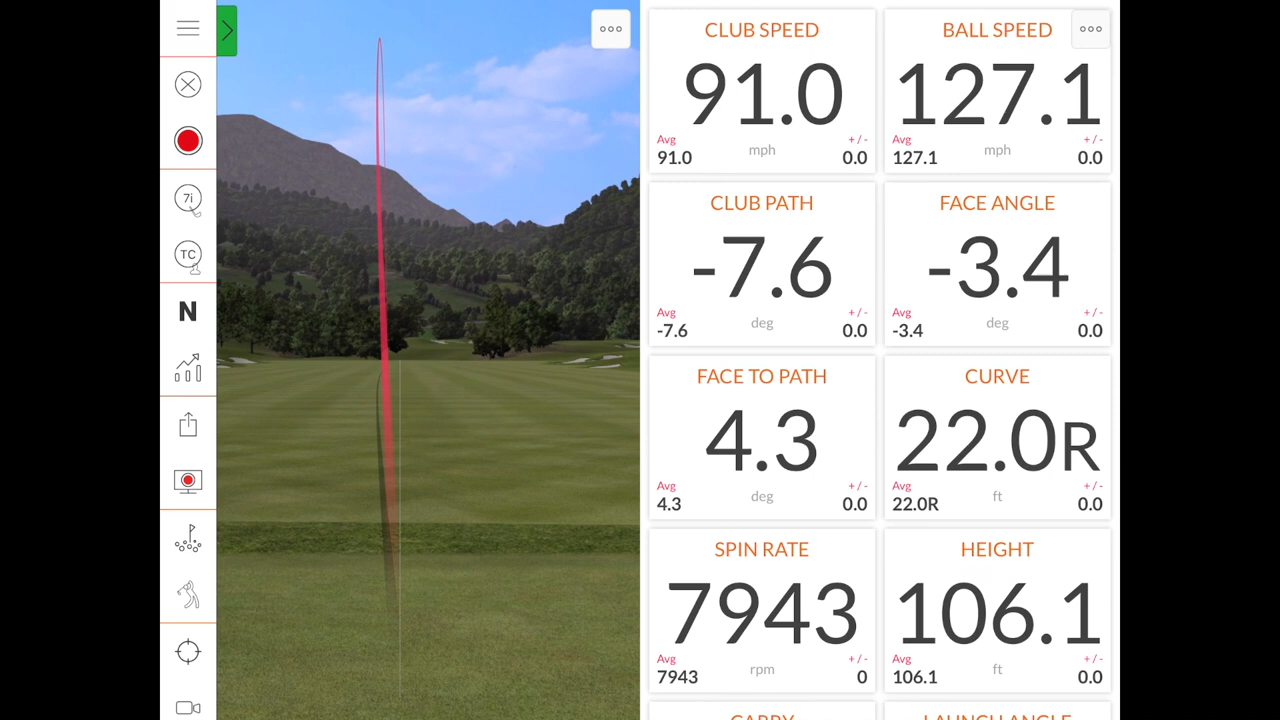 7i
TC
N
CLUB SPEED
91.0
Avg
91.0
mph
+ / -
0.0
BALL SPEED
127.1
Avg
127.1
mph
+ / -
0.0
CLUB PATH
-7.6
Avg
-7.6
deg
+ / -
0.0
FACE ANGLE
-3.4
Avg
-3.4
deg
+ / -
0.0
FACE TO PATH
4.3
Avg
4.3
deg
+ / -
0.0
CURVE
22.0R
Avg
22.0R
ft
+ / -
0.0
SPIN RATE
7943
Avg
7943
rpm
+ / -
0
HEIGHT
106.1
Avg
106.1
ft
+ / -
0.0
CARRY
LAUNCH ANGLE